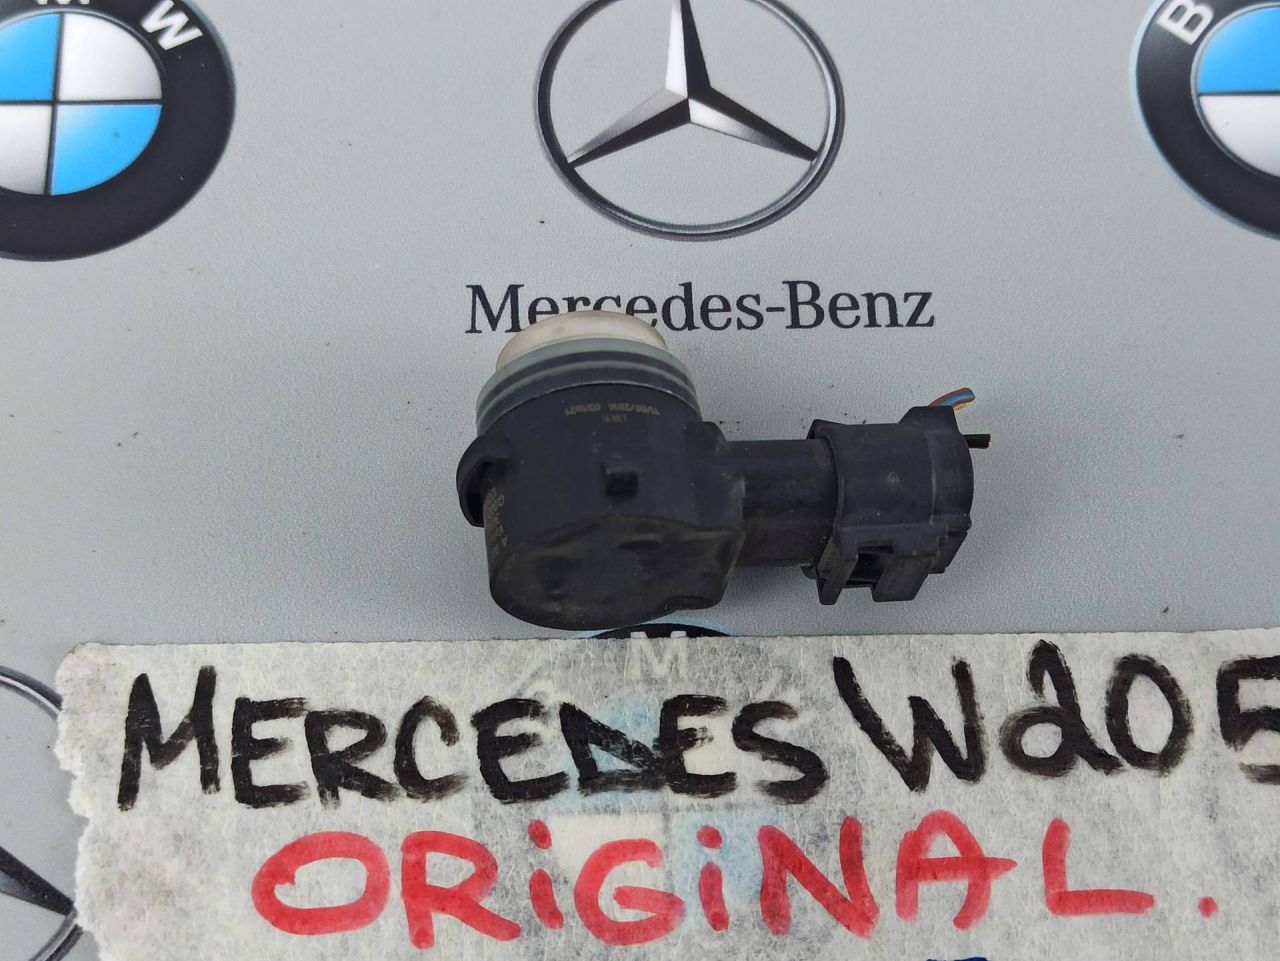 M W
B
Mercedes-Benz
M
MERCEDES W205
ORiGiNAL.